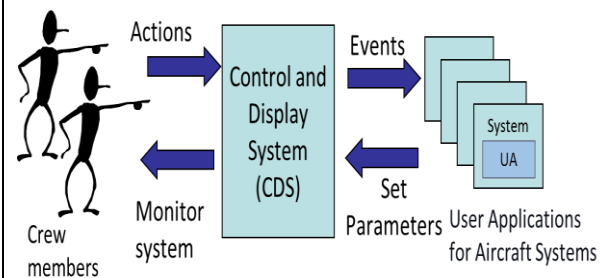 Actions
Control and
Display
System
(CDS)
Events
System
UA
Monitor
system
Set
Parameters
Crew
members
User Applications
for Aircraft Systems